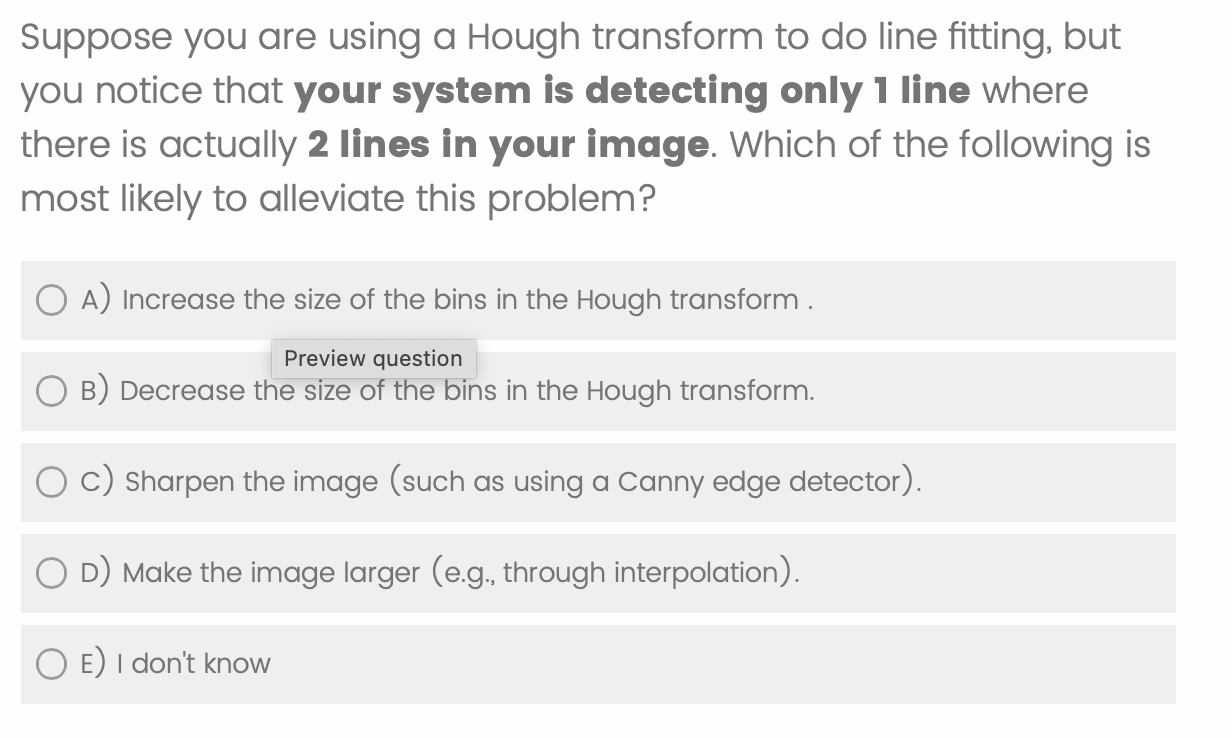 Suppose you are using a Hough transform to do line fitting, but
you notice that your system is detecting only 1 line where
there is actually 2 lines in your image. Which of the following is
most likely to alleviate this problem?
A) Increase the size of the bins in the Hough transform .
Preview question
B) Decrease the size of the bins in the Hough transform.
C) Sharpen the image (such as using a Canny edge detector).
D) Make the image larger (e.g., through interpolation).
E) I don't know